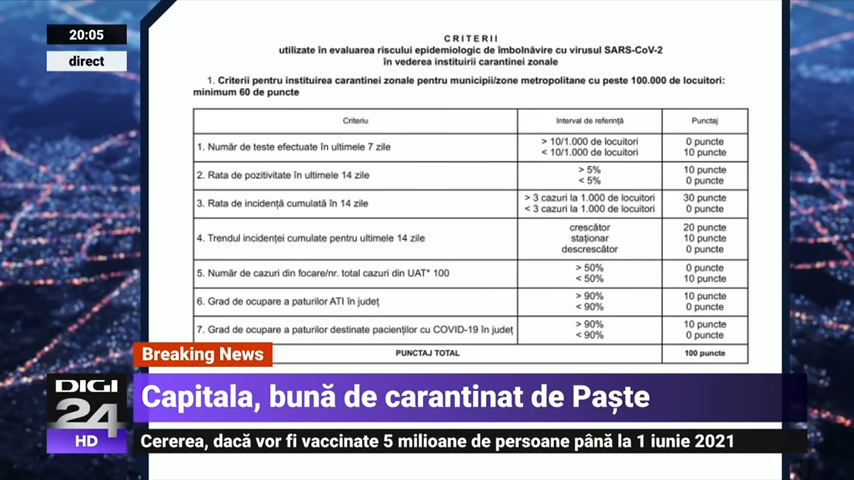 20:05
direct
CRITERII
utilizate în evaluarea riscului epidemiologic de îmbolnăvire cu virusul SARS-CoV-2
în vederea instituirii carantinei zonale
1. Criterii pentru instituirea carantinei zonale pentru municipii/zone metropolitane cu peste 100.000 de locuitori:
minimum 60 de puncte
Criteriu Interval de referință Punctaj
1. Număr de teste efectuate în ultimele 7 zile
> 10/1.000 de locuitori 0 puncte
< 10/1.000 de locuitori 10 puncte
2. Rata de pozitivitate în ultimele 14 zile
> 5% 10 puncte
< 5% 0 puncte
3. Rata de incidență cumulată în 14 zile
> 3 cazuri la 1.000 de locuitori 30 puncte
< 3 cazuri la 1.000 de locuitori 0 puncte
4. Trendul incidenței cumulate pentru ultimele 14 zile
crescător 20 puncte
staționar 10 puncte
descrescător 0 puncte
5. Număr de cazuri din focare/nr. total cazuri din UAT* 100
> 50% 0 puncte
< 50% 10 puncte
6. Grad de ocupare a paturilor ATI în județ
> 90% 10 puncte
< 90% 0 puncte
7. Grad de ocupare a paturilor destinate pacienților cu COVID-19 în județ
> 90% 10 puncte
< 90% 0 puncte
PUNCTAJ TOTAL 100 puncte
Breaking News
DIGI
24
HD
Capitala, bună de carantinat de Paște
Cererea, dacă vor fi vaccinate 5 milioane de persoane până la 1 iunie 2021